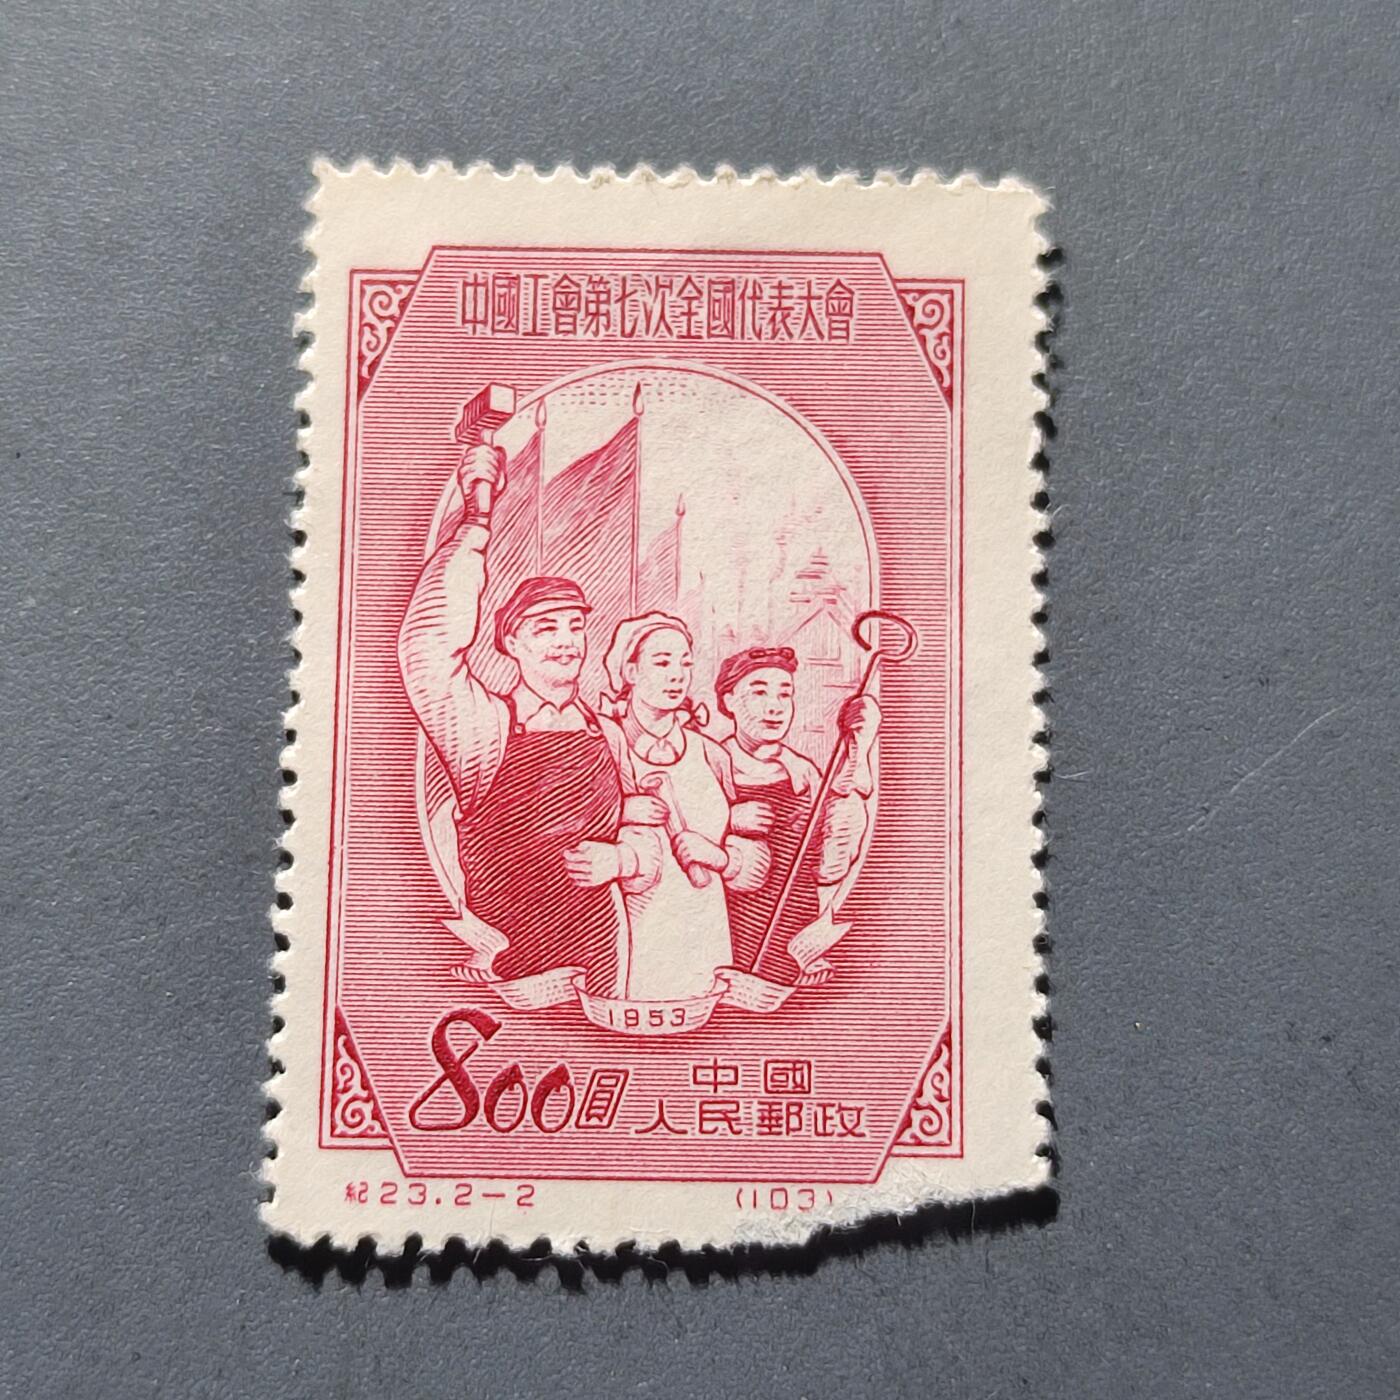 中國工會第七次全國代表大會
1953
800圓
中國
人民郵政
紀23.2-2 (103)